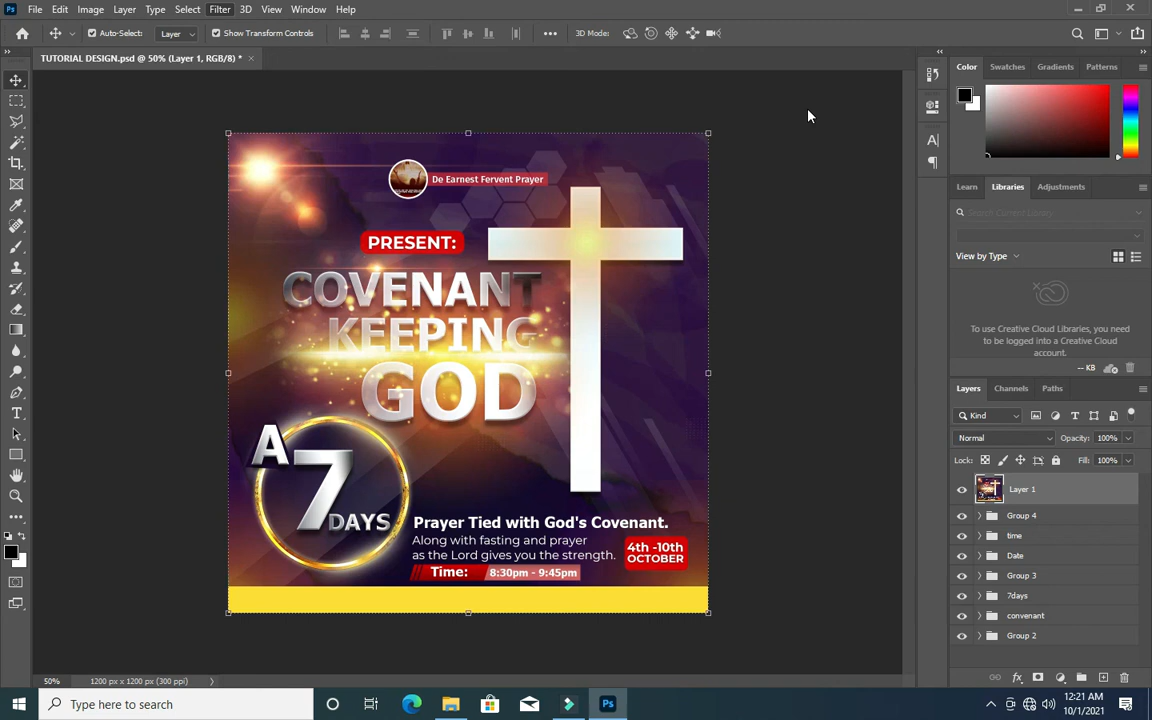 Ps File Edit Image Layer Type Select Filter 3D View Window Help
Auto-Select: Layer Show Transform Controls 3D Mode:
TUTORIAL DESIGN.psd @ 50% (Layer 1, RGB/8) *
Color Swatches Gradients Patterns
Learn Libraries Adjustments
Search Current Library
View by Type
To use Creative Cloud Libraries, you need
to be logged into a Creative Cloud
account.
-- KB
Layers Channels Paths
Kind
Normal Opacity: 100%
Lock: Fill: 100%
Layer 1
Group 4
time
Date
Group 3
7days
convenant
Group 2
De Earnest Fervent Prayer
PRESENT:
COVENANT
KEEPING
GOD
A
7
DAYS
Prayer Tied with God's Covenant.
Along with fasting and prayer
as the Lord gives you the strength.
4th -10th
OCTOBER
Time: 8:30pm - 9:45pm
50% 1200 px x 1200 px (300 ppi)
Type here to search
Ps
12:21 AM
10/1/2021